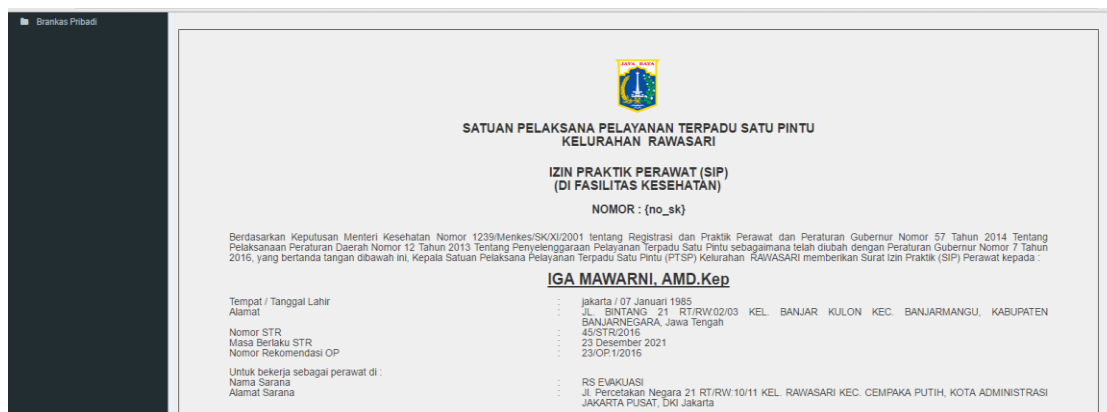 Brankas Pribadi
JAYA RAYA
SATUAN PELAKSANA PELAYANAN TERPADU SATU PINTU
KELURAHAN RAWASARI
IZIN PRAKTIK PERAWAT (SIP)
(DI FASILITAS KESEHATAN)
NOMOR : {no_sk}
Berdasarkan Keputusan Menteri Kesehatan Nomor 1239/Menkes/SK/XI/2001 tentang Registrasi dan Praktik Perawat dan Peraturan Gubernur Nomor 57 Tahun 2014 Tentang
Pelaksanaan Peraturan Daerah Nomor 12 Tahun 2013 Tentang Penyelenggaraan Pelayanan Terpadu Satu Pintu sebagaimana telah diubah dengan Peraturan Gubernur Nomor 7 Tahun
2016, yang bertanda tangan dibawah ini, Kepala Satuan Pelaksana Pelayanan Terpadu Satu Pintu (PTSP) Kelurahan RAWASARI memberikan Surat Izin Praktik (SIP) Perawat kepada :
IGA MAWARNI, AMD.Kep
Tempat / Tanggal Lahir : jakarta / 07 Januari 1985
Alamat : JL. BINTANG 21 RT/RW:02/03 KEL. BANJAR KULON KEC. BANJARMANGU, KABUPATEN
BANJARNEGARA, Jawa Tengah
Nomor STR : 45/STR/2016
Masa Berlaku STR : 23 Desember 2021
Nomor Rekomendasi OP : 23/OP.1/2016
Untuk bekerja sebagai perawat di :
Nama Sarana : RS EVAKUASI
Alamat Sarana : Jl. Percetakan Negara 21 RT/RW:10/11 KEL. RAWASARI KEC. CEMPAKA PUTIH, KOTA ADMINISTRASI
JAKARTA PUSAT, DKI Jakarta